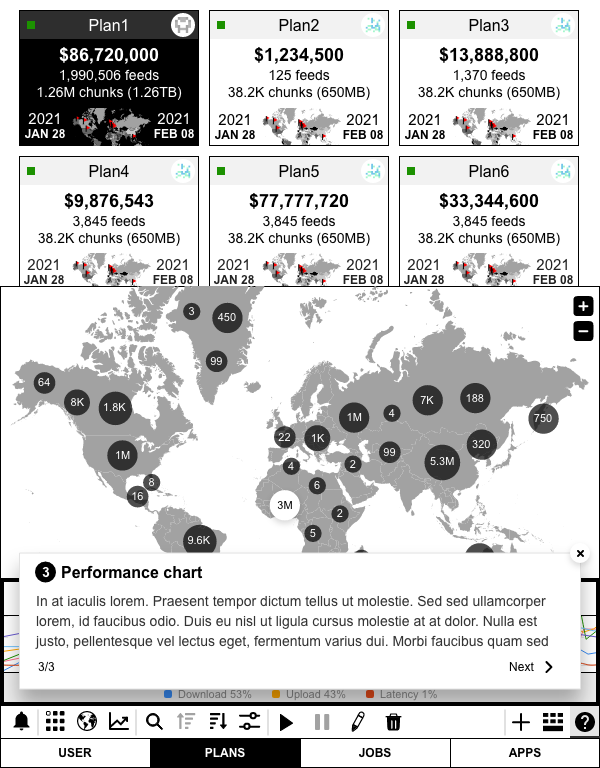 Plan1
$86,720,000
1,990,506 feeds
1.26M chunks (1.26TB)
2021 2021
JAN 28 FEB 08
Plan2
$1,234,500
125 feeds
38.2K chunks (650MB)
2021 2021
JAN 28 FEB 08
Plan3
$13,888,800
1,370 feeds
38.2K chunks (650MB)
2021 2021
JAN 28 FEB 08
Plan4
$9,876,543
3,845 feeds
38.2K chunks (650MB)
2021 2021
JAN 28 FEB 08
Plan5
$77,777,720
3,845 feeds
38.2K chunks (650MB)
2021 2021
JAN 28 FEB 08
Plan6
$33,344,600
3,845 feeds
38.2K chunks (650MB)
2021 2021
JAN 28 FEB 08
3 450
99
64
8K 1.8K
1M
8
16
9.6K
22 1K 1M 4 7K 188 750
4 2 99 5.3M 320
6
3M 2
5
3 Performance chart
In at iaculis lorem. Praesent tempor dictum tellus ut molestie. Sed sed ullamcorper
lorem, id faucibus odio. Duis eu nisl ut ligula cursus molestie at at dolor. Nulla est
justo, pellentesque vel lectus eget, fermentum varius dui. Morbi faucibus quam sed
3/3 Next
Download 53% Upload 43% Latency 1%
USER PLANS JOBS APPS